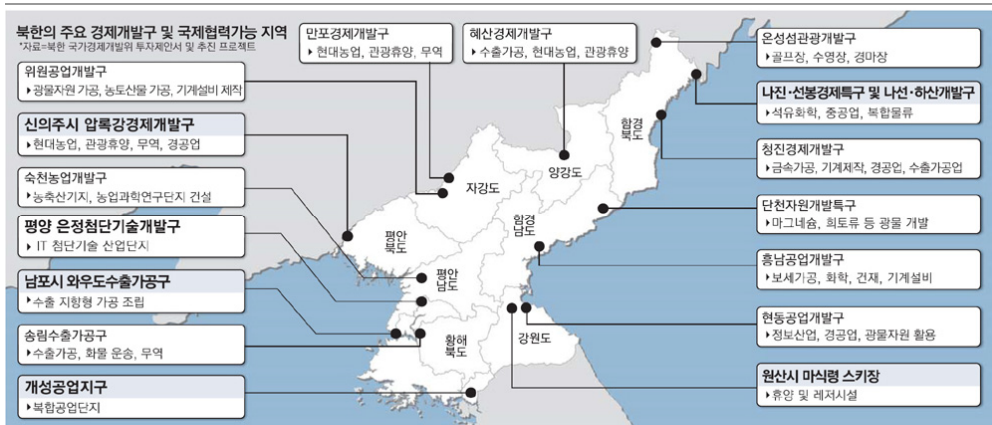 북한의 주요 경제개발구 및 국제협력가능 지역
*자료=북한 국가경제개발위 투자제안서 및 추진 프로젝트
만포경제개발구
▸현대농업, 관광휴양, 무역
혜산경제개발구
▸수출가공, 현대농업, 관광휴양
위원공업개발구
▸광물자원 가공, 농토산물 가공, 기계설비 제작
신의주시 압록강경제개발구
▸현대농업, 관광휴양, 무역, 경공업
숙천농업개발구
▸농축산기지, 농업과학연구단지 건설
평양 은정첨단기술개발구
▸IT 첨단기술 산업단지
남포시 와우도수출가공구
▸수출 지향형 가공 조립
송림수출가공구
▸수출가공, 화물 운송, 무역
개성공업지구
▸복합공업단지
온성섬관광개발구
▸골프장, 수영장, 경마장
나진·선봉경제특구 및 나선·하산개발구
▸석유화학, 중공업, 복합물류
청진경제개발구
▸금속가공, 기계제작, 경공업, 수출가공업
단천자원개발특구
▸마그네슘, 희토류 등 광물 개발
흥남공업개발구
▸보세가공, 화학, 건재, 기계설비
현동공업개발구
▸정보산업, 경공업, 광물자원 활용
원산시 마식령 스키장
▸휴양 및 레저시설
함경
북도
양강도
자강도
함경
남도
평안
북도
평안
남도
황해
북도
강원도